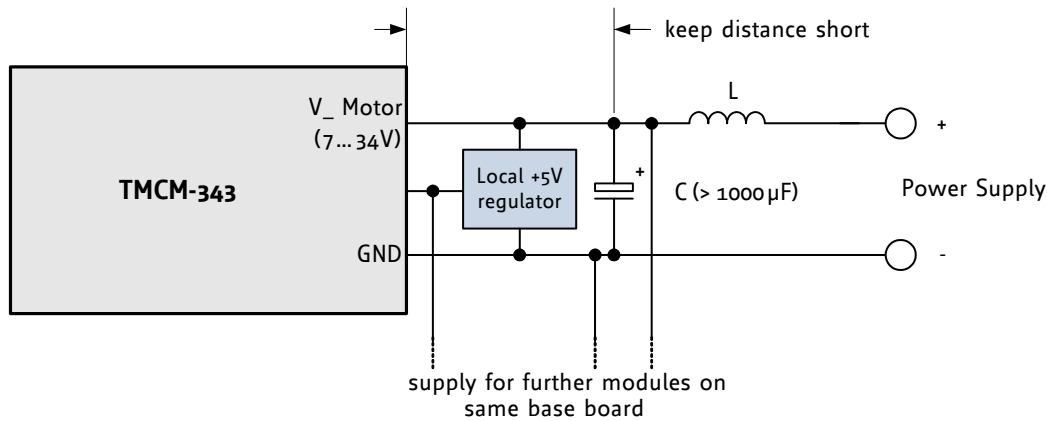 keep distance short
L
V_ Motor
(7...34V)
+
TMCM-343
Local +5V
regulator
+
C (> 1000µF)
Power Supply
GND
-
supply for further modules on
same base board